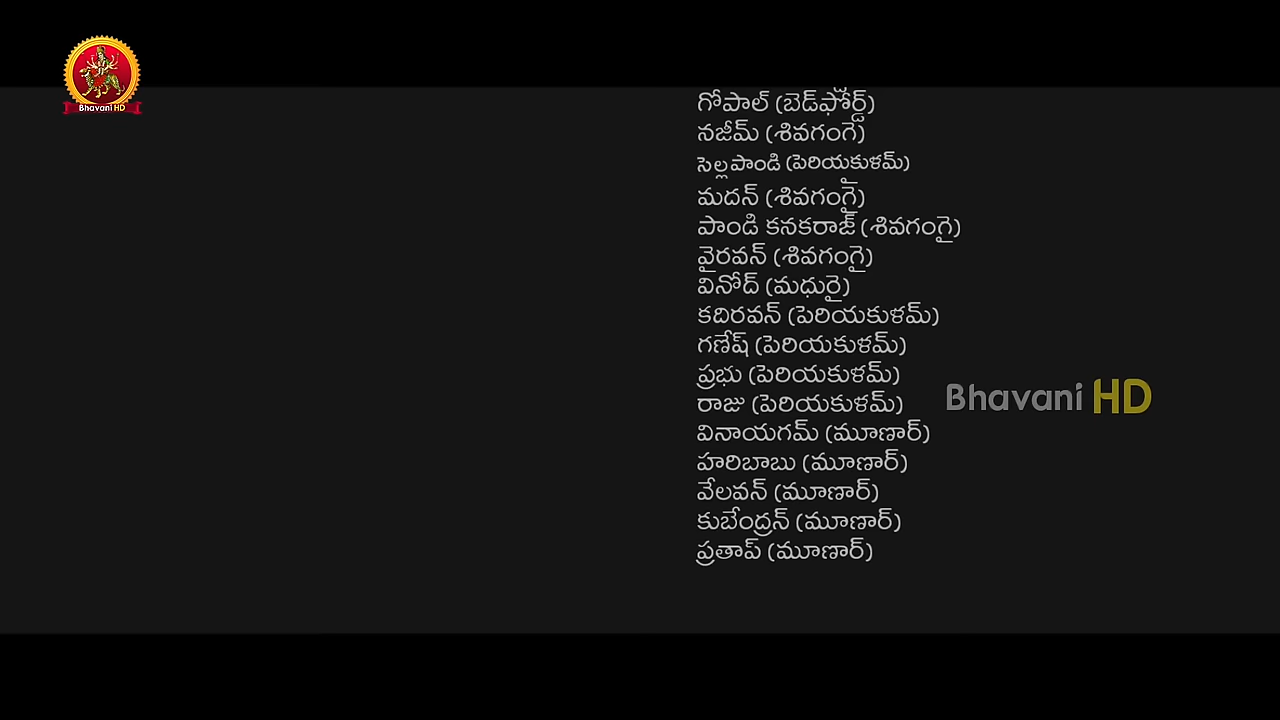 Bhavani HD
గోపాల్ (బెడ్‌ఫోర్డ్)
నజీమ్ (శివగంగె)
సెల్లపాండి (పెరియకుళమ్)
మదన్ (శివగంగై)
పాండి కనకరాజ్ (శివగంగై)
వైరవన్ (శివగంగై)
వినోద్ (మధురై)
కదిరవన్ (పెరియకుళమ్)
గణేష్ (పెరియకుళమ్)
ప్రభు (పెరియకుళమ్)
రాజు (పెరియకుళమ్)
Bhavani HD
వినాయగమ్ (మూణార్)
హరిబాబు (మూణార్)
వేలవన్ (మూణార్)
కుబేంద్రన్ (మూణార్)
ప్రతాప్ (మూణార్)